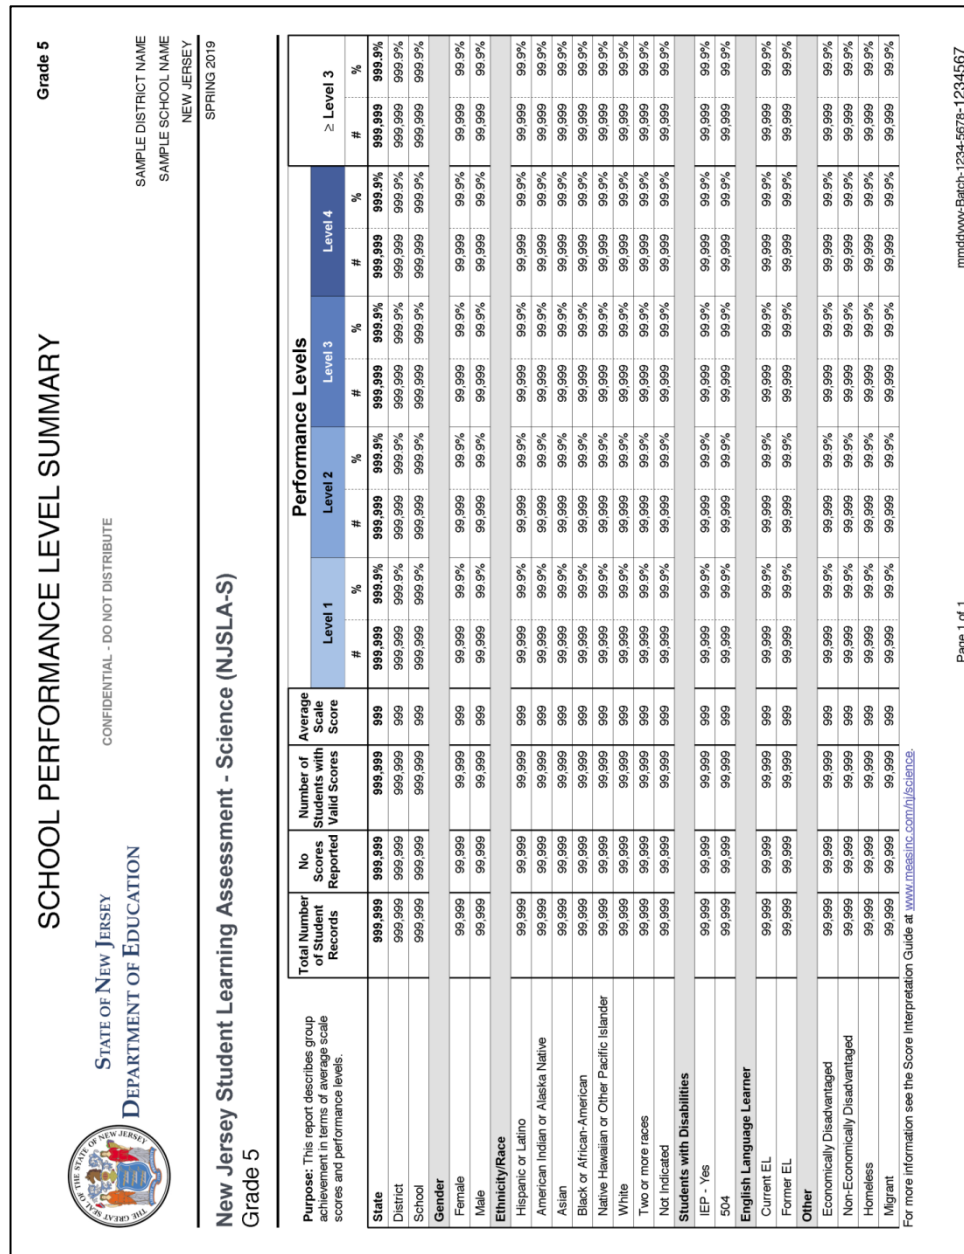 SCHOOL PERFORMANCE LEVEL SUMMARY
Grade 5
THE GREAT SEAL OF THE STATE OF NEW JERSEY
STATE OF NEW JERSEY
DEPARTMENT OF EDUCATION
CONFIDENTIAL - DO NOT DISTRIBUTE
SAMPLE DISTRICT NAME
SAMPLE SCHOOL NAME
NEW JERSEY
SPRING 2019
New Jersey Student Learning Assessment - Science (NJSLA-S)
Grade 5
Purpose: This report describes group
achievement in terms of average scale
scores and performance levels.
Total Number
of Student
Records
No
Scores
Reported
Number of
Students with
Valid Scores
Average
Scale
Score
Performance Levels
Level 1
Level 2
Level 3
Level 4
≥ Level 3
# % # % # % # % # %
State 999,999 999,999 999,999 999 999,999 999.9% 999,999 999.9% 999,999 999.9% 999,999 999.9% 999,999 999.9%
District 999,999 999,999 999,999 999 999,999 999.9% 999,999 999.9% 999,999 999.9% 999,999 999.9% 999,999 999.9%
School 999,999 999,999 999,999 999 999,999 999.9% 999,999 999.9% 999,999 999.9% 999,999 999.9% 999,999 999.9%
Gender
Female 99,999 99,999 99,999 999 99,999 99.9% 99,999 99.9% 99,999 99.9% 99,999 99.9% 99,999 99.9%
Male 99,999 99,999 99,999 999 99,999 99.9% 99,999 99.9% 99,999 99.9% 99,999 99.9% 99,999 99.9%
Ethnicity/Race
Hispanic or Latino 99,999 99,999 99,999 999 99,999 99.9% 99,999 99.9% 99,999 99.9% 99,999 99.9% 99,999 99.9%
American Indian or Alaska Native 99,999 99,999 99,999 999 99,999 99.9% 99,999 99.9% 99,999 99.9% 99,999 99.9% 99,999 99.9%
Asian 99,999 99,999 99,999 999 99,999 99.9% 99,999 99.9% 99,999 99.9% 99,999 99.9% 99,999 99.9%
Black or African-American 99,999 99,999 99,999 999 99,999 99.9% 99,999 99.9% 99,999 99.9% 99,999 99.9% 99,999 99.9%
Native Hawaiian or Other Pacific Islander 99,999 99,999 99,999 999 99,999 99.9% 99,999 99.9% 99,999 99.9% 99,999 99.9% 99,999 99.9%
White 99,999 99,999 99,999 999 99,999 99.9% 99,999 99.9% 99,999 99.9% 99,999 99.9% 99,999 99.9%
Two or more races 99,999 99,999 99,999 999 99,999 99.9% 99,999 99.9% 99,999 99.9% 99,999 99.9% 99,999 99.9%
Not Indicated 99,999 99,999 99,999 999 99,999 99.9% 99,999 99.9% 99,999 99.9% 99,999 99.9% 99,999 99.9%
Students with Disabilities
IEP - Yes 99,999 99,999 99,999 999 99,999 99.9% 99,999 99.9% 99,999 99.9% 99,999 99.9% 99,999 99.9%
504 99,999 99,999 99,999 999 99,999 99.9% 99,999 99.9% 99,999 99.9% 99,999 99.9% 99,999 99.9%
English Language Learner
Current EL 99,999 99,999 99,999 999 99,999 99.9% 99,999 99.9% 99,999 99.9% 99,999 99.9% 99,999 99.9%
Former EL 99,999 99,999 99,999 999 99,999 99.9% 99,999 99.9% 99,999 99.9% 99,999 99.9% 99,999 99.9%
Other
Economically Disadvantaged 99,999 99,999 99,999 999 99,999 99.9% 99,999 99.9% 99,999 99.9% 99,999 99.9% 99,999 99.9%
Non-Economically Disadvantaged 99,999 99,999 99,999 999 99,999 99.9% 99,999 99.9% 99,999 99.9% 99,999 99.9% 99,999 99.9%
Homeless 99,999 99,999 99,999 999 99,999 99.9% 99,999 99.9% 99,999 99.9% 99,999 99.9% 99,999 99.9%
Migrant 99,999 99,999 99,999 999 99,999 99.9% 99,999 99.9% 99,999 99.9% 99,999 99.9% 99,999 99.9%
For more information see the Score Interpretation Guide at www.measinc.com/nj/science.
Page 1 of 1
mmddyyyy-Batch-1234-5678-1234567